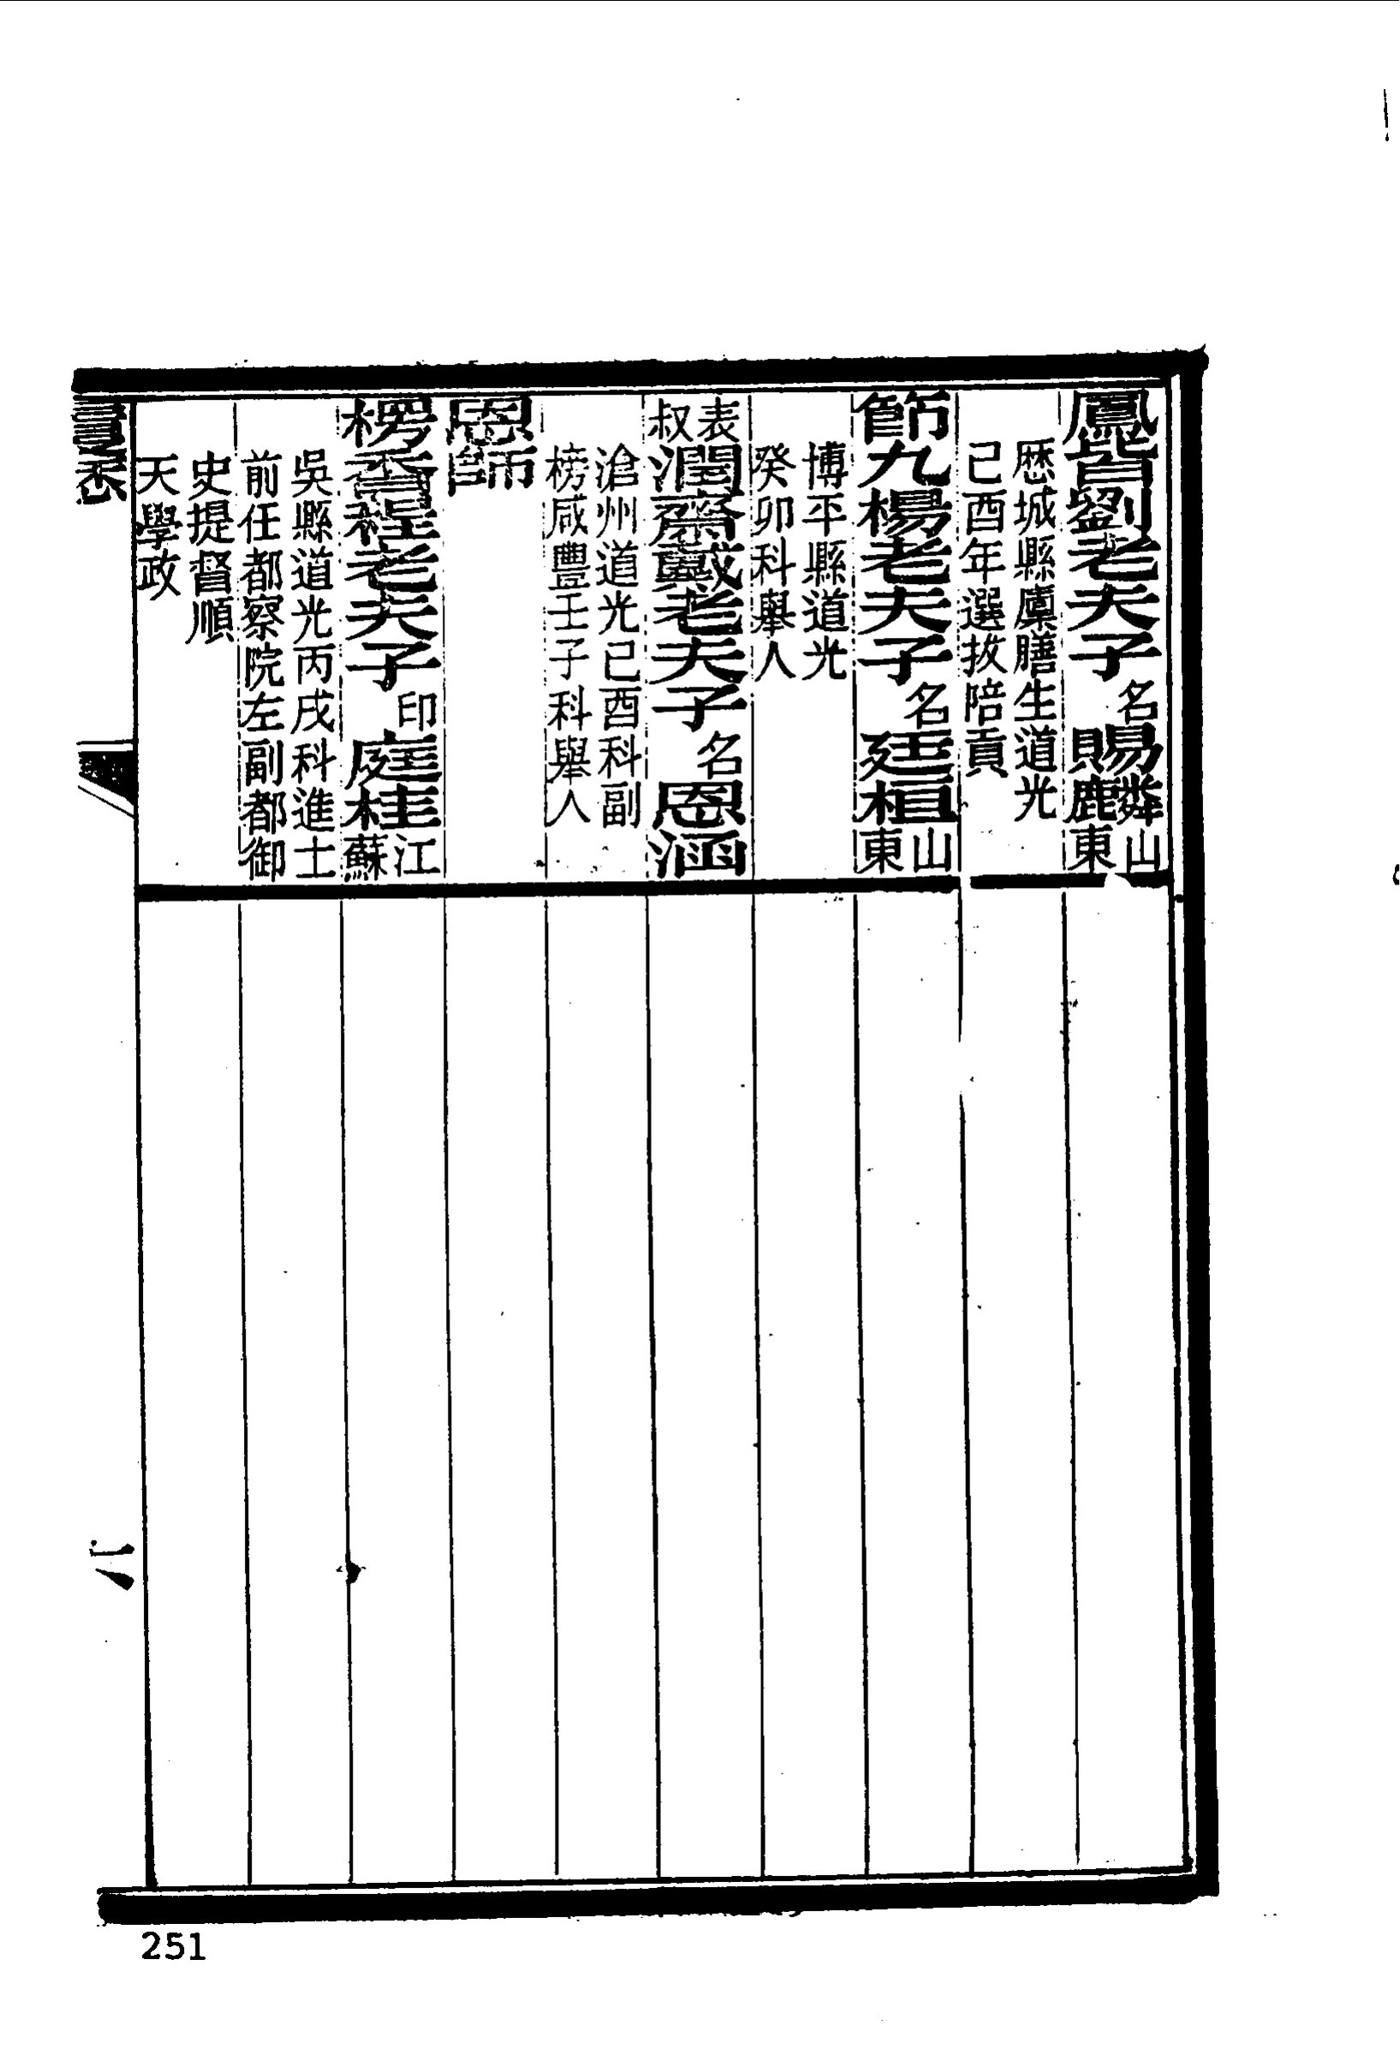 鳳喈劉老夫子名賜麟鹿山東
歷城縣廩膳生道光
己酉年選拔陪貢
節九楊老夫子名廷桓山東
博平縣道光
癸卯科舉人
表叔潤齋戴老夫子名恩涵
滄州道光己酉科副
榜咸豐壬子科舉人
恩師
楞香程老夫子印庭桂江蘇
吳縣道光丙戌科進士
前任都察院左副都御
史提督順
天學政
八
251